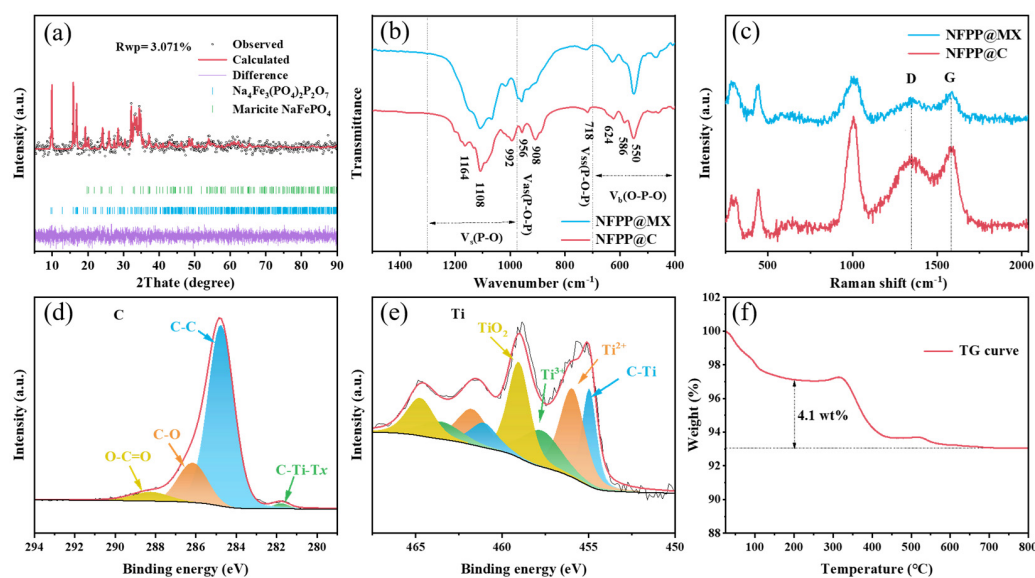 (a)
Rwp= 3.071%
Observed
Calculated
Difference
Na4Fe3(PO4)2P2O7
Maricite NaFePO4
Intensity (a.u.)
10 20 30 40 50 60 70 80 90
2Thate (degree)
(b)
Transmittance
1164
1108
992
956
908
Vas(P-O-P)
718
Vss(P-O-P)
624
586
550
Vs(P-O)
Vb(O-P-O)
NFPP@MX
NFPP@C
1400 1200 1000 800 600 400
Wavenumber (cm-1)
(c)
NFPP@MX
NFPP@C
D G
Intensity (a.u.)
500 1000 1500 2000
Raman shift (cm-1)
(d)
C
C-C
C-O
O-C=O
C-Ti-Tx
Intensity (a.u.)
294 292 290 288 286 284 282 280
Binding energy (eV)
(e)
Ti
TiO2
Ti3+
Ti2+
C-Ti
Intensity (a.u.)
465 460 455 450
Binding energy (eV)
(f)
TG curve
4.1 wt%
Weight (%)
100
98
96
94
92
90
88
100 200 300 400 500 600 700 800
Temperature (°C)